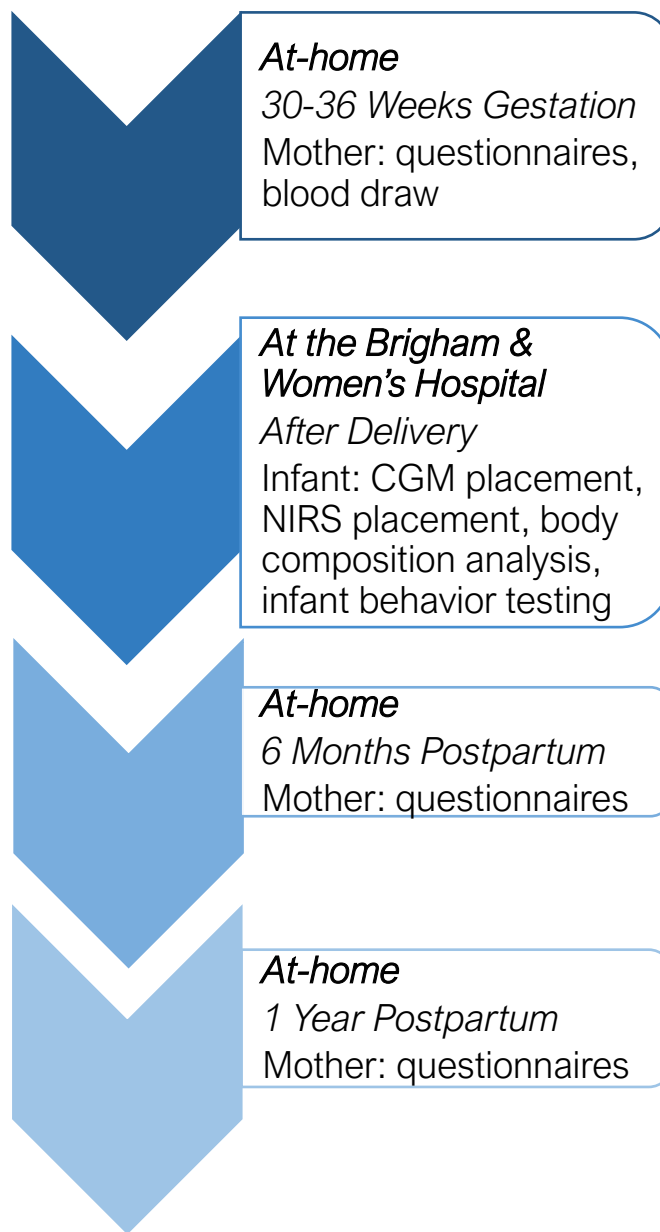 At-home
30-36 Weeks Gestation
Mother: questionnaires,
blood draw
At the Brigham &
Women's Hospital
After Delivery
Infant: CGM placement,
NIRS placement, body
composition analysis,
infant behavior testing
At-home
6 Months Postpartum
Mother: questionnaires
At-home
1 Year Postpartum
Mother: questionnaires